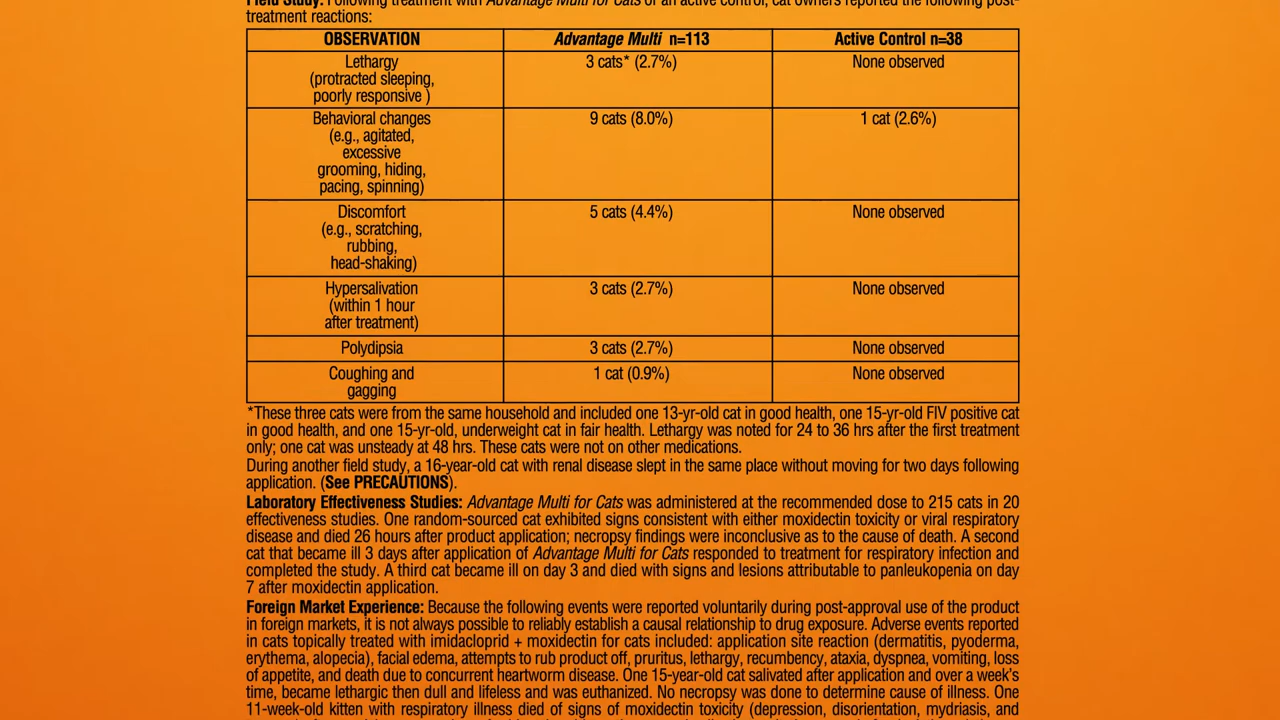 Field Study: Following treatment with Advantage Multi for Cats or an active control, cat owners reported the following post-
treatment reactions:
OBSERVATION Advantage Multi n=113 Active Control n=38
Lethargy 3 cats* (2.7%) None observed
(protracted sleeping,
poorly responsive )
Behavioral changes 9 cats (8.0%) 1 cat (2.6%)
(e.g., agitated,
excessive
grooming, hiding,
pacing, spinning)
Discomfort 5 cats (4.4%) None observed
(e.g., scratching,
rubbing,
head-shaking)
Hypersalivation 3 cats (2.7%) None observed
(within 1 hour
after treatment)
Polydipsia 3 cats (2.7%) None observed
Coughing and 1 cat (0.9%) None observed
gagging
*These three cats were from the same household and included one 13-yr-old cat in good health, one 15-yr-old FIV positive cat
in good health, and one 15-yr-old, underweight cat in fair health. Lethargy was noted for 24 to 36 hrs after the first treatment
only; one cat was unsteady at 48 hrs. These cats were not on other medications.
During another field study, a 16-year-old cat with renal disease slept in the same place without moving for two days following
application. (See PRECAUTIONS).
Laboratory Effectiveness Studies: Advantage Multi for Cats was administered at the recommended dose to 215 cats in 20
effectiveness studies. One random-sourced cat exhibited signs consistent with either moxidectin toxicity or viral respiratory
disease and died 26 hours after product application; necropsy findings were inconclusive as to the cause of death. A second
cat that became ill 3 days after application of Advantage Multi for Cats responded to treatment for respiratory infection and
completed the study. A third cat became ill on day 3 and died with signs and lesions attributable to panleukopenia on day
7 after moxidectin application.
Foreign Market Experience: Because the following events were reported voluntarily during post-approval use of the product
in foreign markets, it is not always possible to reliably establish a causal relationship to drug exposure. Adverse events reported
in cats topically treated with imidacloprid + moxidectin for cats included: application site reaction (dermatitis, pyoderma,
erythema, alopecia), facial edema, attempts to rub product off, pruritus, lethargy, recumbency, ataxia, dyspnea, vomiting, loss
of appetite, and death due to concurrent heartworm disease. One 15-year-old cat salivated after application and over a week's
time, became lethargic then dull and lifeless and was euthanized. No necropsy was done to determine cause of illness. One
11-week-old kitten with respiratory illness died of signs of moxidectin toxicity (depression, disorientation, mydriasis, and